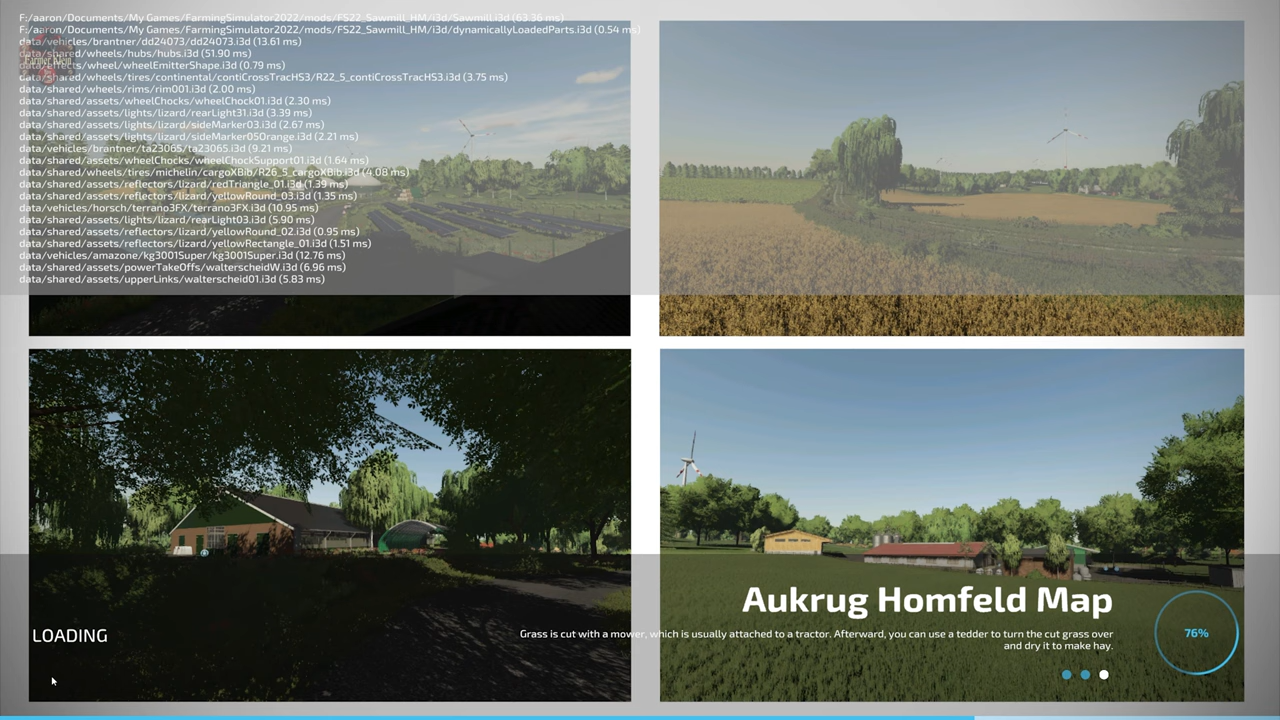 F:/aaron/Documents/My Games/FarmingSimulator2022/mods/FS22_Sawmill_HM/i3d/Sawmill.i3d (63.36 ms)
F:/aaron/Documents/My Games/FarmingSimulator2022/mods/FS22_Sawmill_HM/i3d/dynamicallyLoadedParts.i3d (0.54 ms)
data/vehicles/brantner/dd24073/dd24073.i3d (13.61 ms)
data/shared/wheels/hubs/hubs.i3d (51.90 ms)
data/effects/wheel/wheelEmitterShape.i3d (0.79 ms)
data/shared/wheels/tires/continental/contiCrossTracHS3/R22_5_contiCrossTracHS3.i3d (3.75 ms)
data/shared/wheels/rims/rim001.i3d (2.00 ms)
data/shared/assets/wheelChocks/wheelChock01.i3d (2.30 ms)
data/shared/assets/lights/lizard/rearLight31.i3d (3.39 ms)
data/shared/assets/lights/lizard/sideMarker03.i3d (2.67 ms)
data/shared/assets/lights/lizard/sideMarker05Orange.i3d (2.21 ms)
data/vehicles/brantner/ta23065/ta23065.i3d (9.21 ms)
data/shared/assets/wheelChocks/wheelChockSupport01.i3d (1.64 ms)
data/shared/wheels/tires/michelin/cargoXBib/R26_5_cargoXBib.i3d (4.08 ms)
data/shared/assets/reflectors/lizard/redTriangle_01.i3d (1.39 ms)
data/shared/assets/reflectors/lizard/yellowRound_03.i3d (1.35 ms)
data/vehicles/horsch/terrano3FX/terrano3FX.i3d (10.95 ms)
data/shared/assets/lights/lizard/rearLight03.i3d (5.90 ms)
data/shared/assets/reflectors/lizard/yellowRound_02.i3d (0.95 ms)
data/shared/assets/reflectors/lizard/yellowRectangle_01.i3d (1.51 ms)
data/vehicles/amazone/kg3001Super/kg3001Super.i3d (12.76 ms)
data/shared/assets/powerTakeOffs/walterscheidW.i3d (6.96 ms)
data/shared/assets/upperLinks/walterscheid01.i3d (5.83 ms)
Aukrug Homfeld Map
LOADING
Grass is cut with a mower, which is usually attached to a tractor. Afterward, you can use a tedder to turn the cut grass over
and dry it to make hay.
76%